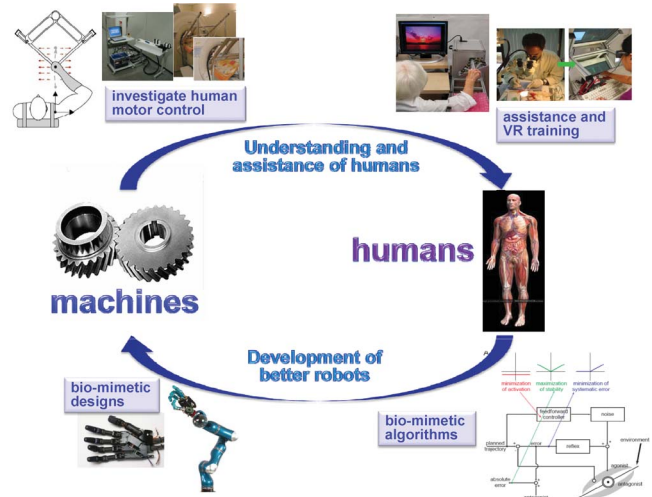 investigate human
motor control
assistance and
VR training
Understanding and
assistance of humans
humans
machines
Development of
better robots
bio-mimetic
designs
bio-mimetic
algorithms
minimization
of activation
maximization
of stability
minimization of
systematic error
feedforward
controller
noise
planned
trajectory
error
reflex
environment
absolute
error
agonist
antagonist